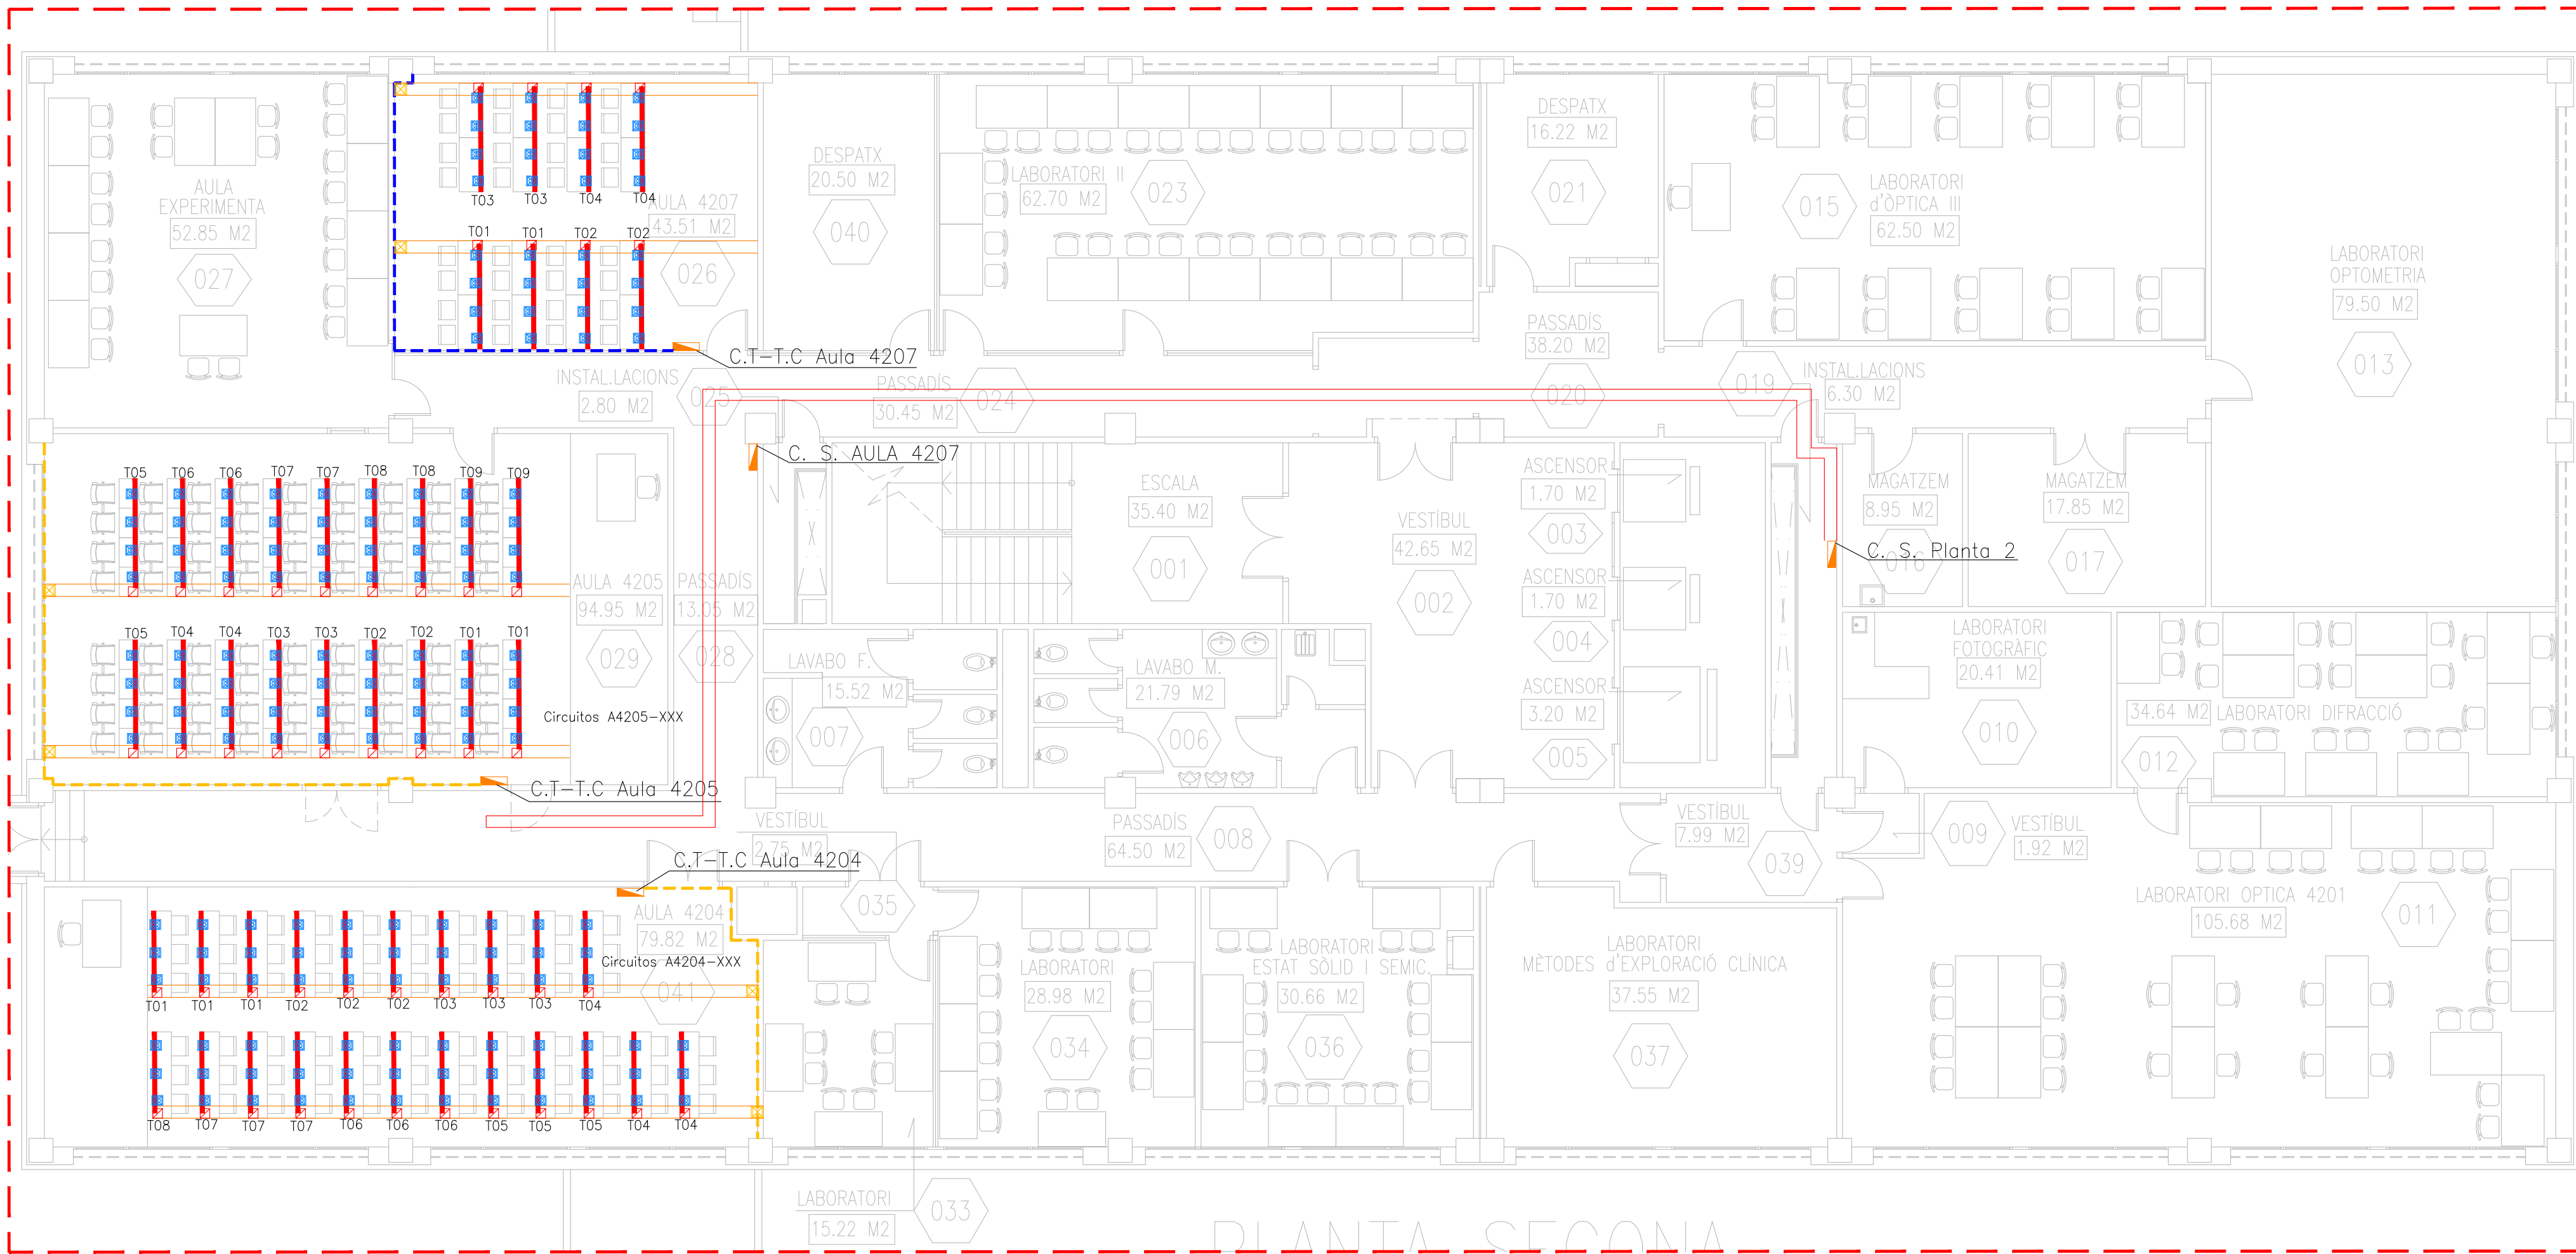 AULA
EXPERIMENTA
52.85 M2
027
T03
T03
T04
T04
T01
T01
T02
T02
AULA 4207
43.51 M2
026
DESPATX
20.50 M2
040
LABORATORI II
62.70 M2
023
DESPATX
16.22 M2
021
015
LABORATORI
d'ÒPTICA III
62.50 M2
LABORATORI
OPTOMETRIA
79.50 M2
013
C.T-T.C Aula 4207
INSTAL.LACIONS
2.80 M2
025
PASSADÍS
30.45 M2
024
PASSADÍS
38.20 M2
020
019
INSTAL.LACIONS
6.30 M2
C. S. AULA 4207
T05
T06
T06
T07
T07
T08
T08
T09
T09
ESCALA
35.40 M2
001
VESTÍBUL
42.65 M2
002
ASCENSOR
1.70 M2
003
ASCENSOR
1.70 M2
004
ASCENSOR
3.20 M2
005
MAGATZEM
8.95 M2
016
MAGATZEM
17.85 M2
017
C. S. Planta 2
AULA 4205
94.95 M2
029
PASSADÍS
13.05 M2
028
T05
T04
T04
T03
T03
T02
T02
T01
T01
Circuitos A4205-XXX
LAVABO F.
15.52 M2
007
LAVABO M.
21.79 M2
006
LABORATORI
FOTOGRÀFIC
20.41 M2
010
34.64 M2
LABORATORI DIFRACCIÓ
012
C.T-T.C Aula 4205
VESTÍBUL
2.75 M2
PASSADÍS
64.50 M2
008
VESTÍBUL
7.99 M2
039
009
VESTÍBUL
1.92 M2
C.T-T.C Aula 4204
035
AULA 4204
79.82 M2
Circuitos A4204-XXX
041
T01
T01
T01
T02
T02
T02
T03
T03
T03
T04
T08
T07
T07
T07
T06
T06
T06
T05
T05
T05
T04
T04
LABORATORI
28.98 M2
034
LABORATORI
ESTAT SÒLID I SEMIC.
30.66 M2
036
LABORATORI
MÈTODES d'EXPLORACIÓ CLÍNICA
37.55 M2
037
LABORATORI OPTICA 4201
105.68 M2
011
LABORATORI
15.22 M2
033
PLANTA SEGONA